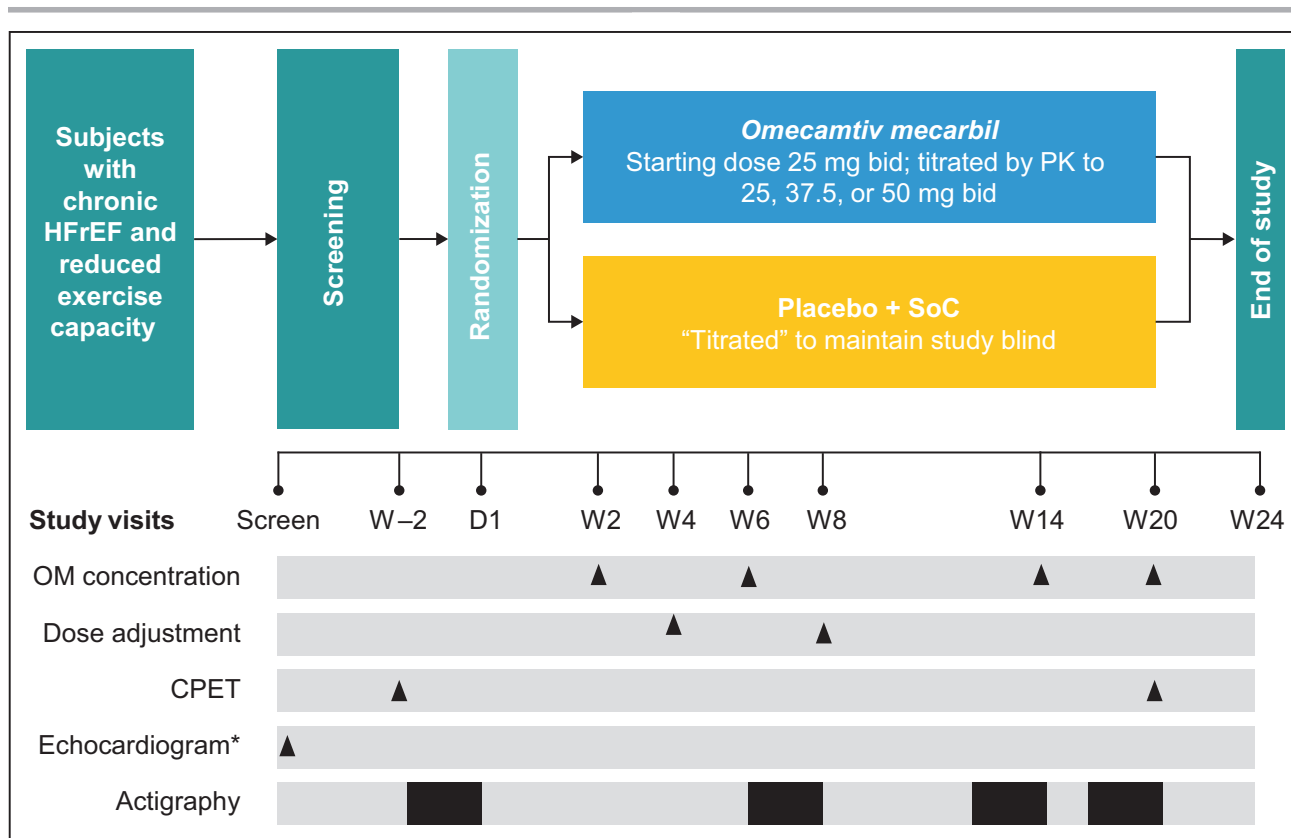 Subjects
with
chronic
HFrEF and
reduced
exercise
capacity
Screening
Randomization
Omecamtiv mecarbil
Starting dose 25 mg bid; titrated by PK to
25, 37.5, or 50 mg bid
Placebo + SoC
“Titrated” to maintain study blind
End of study
Study visits Screen W–2 D1 W2 W4 W6 W8 W14 W20 W24
OM concentration
Dose adjustment
CPET
Echocardiogram*
Actigraphy